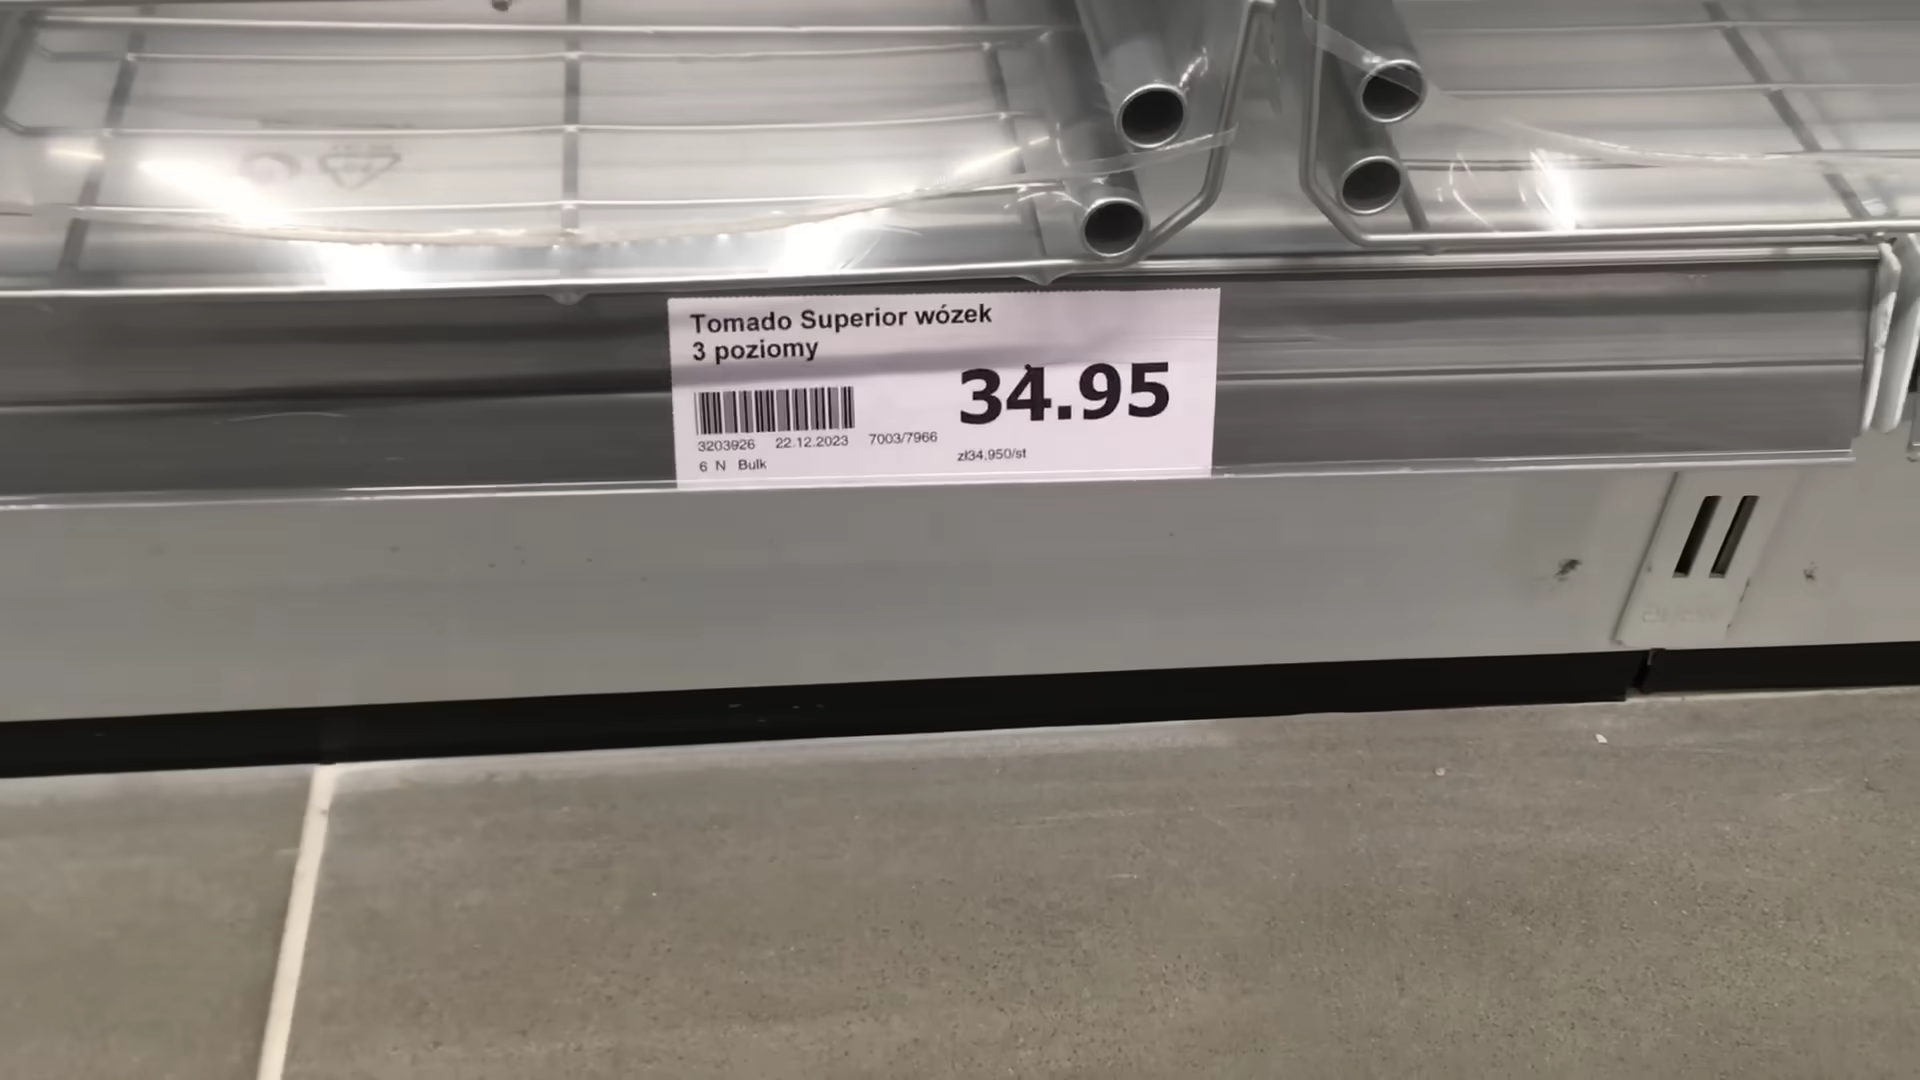 Tomado Superior wózek
3 poziomy
34.95
3203926 22.12.2023 7003/7966
6 N Bulk
zł34,950/st